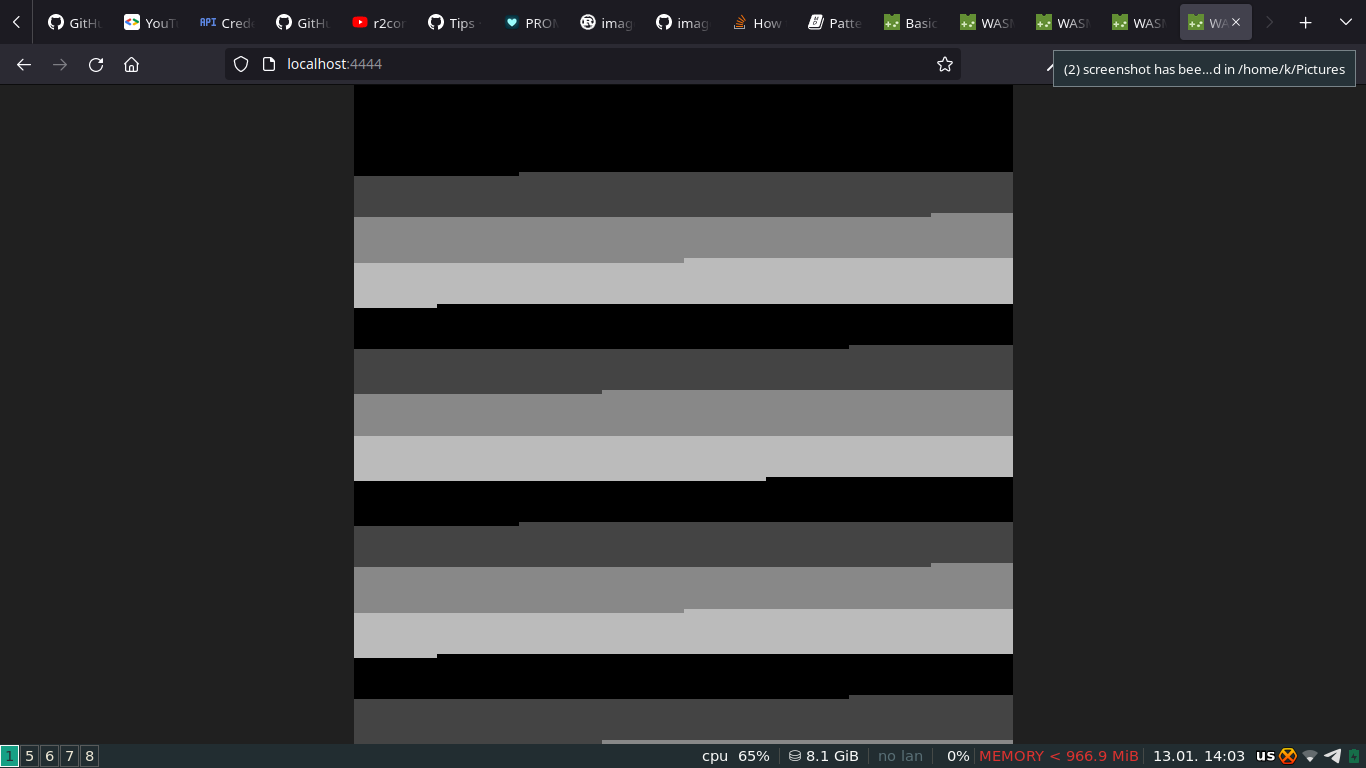 GitHu YouT API Cred GitHu r2cor Tips PROM imag imag How Patte Basic WASM WASM WASM WA
localhost:4444
(2) screenshot has bee...d in /home/k/Pictures
1 5 6 7 8 cpu 65% 8.1 GiB no lan 0% MEMORY < 966.9 MiB 13.01. 14:03 us